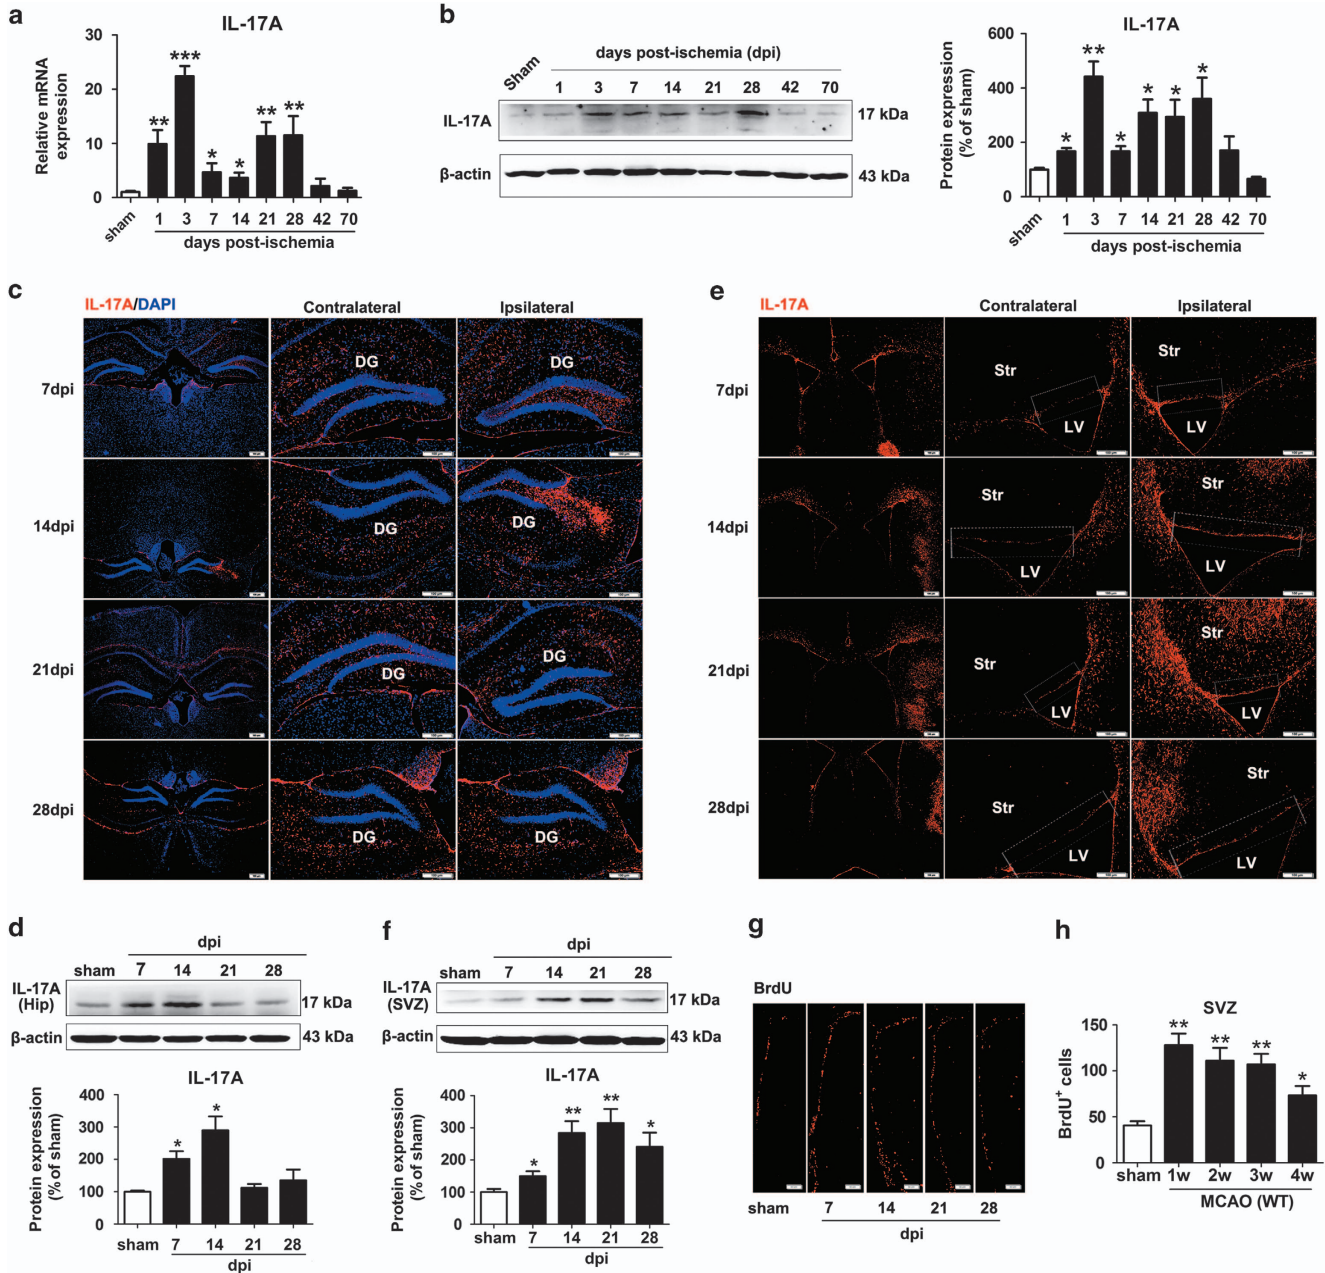 a
IL-17A
Relative mRNA
expression
30
20
10
0
**
***
*
*
**
**
sham
1 3 7 14 21 28 42 70
days post-ischemia
b
days post-ischemia (dpi)
Sham
1 3 7 14 21 28 42 70
IL-17A
17 kDa
β-actin
43 kDa
IL-17A
Protein expression
(% of sham)
600
400
200
0
*
**
*
*
*
*
sham
1 3 7 14 21 28 42 70
days post-ischemia
c
IL-17A/DAPI
Contralateral
Ipsilateral
7dpi
DG
DG
14dpi
DG
DG
21dpi
DG
DG
28dpi
DG
DG
e
IL-17A
Contralateral
Ipsilateral
7dpi
Str
LV
Str
LV
14dpi
Str
LV
Str
LV
21dpi
Str
LV
Str
LV
28dpi
Str
LV
Str
LV
d
dpi
sham 7 14 21 28
IL-17A
(Hip)
17 kDa
β-actin
43 kDa
IL-17A
Protein expression
(% of sham)
400
300
200
100
0
*
*
sham 7 14 21 28
dpi
f
dpi
sham 7 14 21 28
IL-17A
(SVZ)
17 kDa
β-actin
43 kDa
IL-17A
Protein expression
(% of sham)
400
300
200
100
0
*
**
**
*
sham 7 14 21 28
dpi
g
BrdU
sham 7 14 21 28
dpi
h
SVZ
BrdU+ cells
150
100
50
0
**
**
**
*
sham 1w 2w 3w 4w
MCAO (WT)